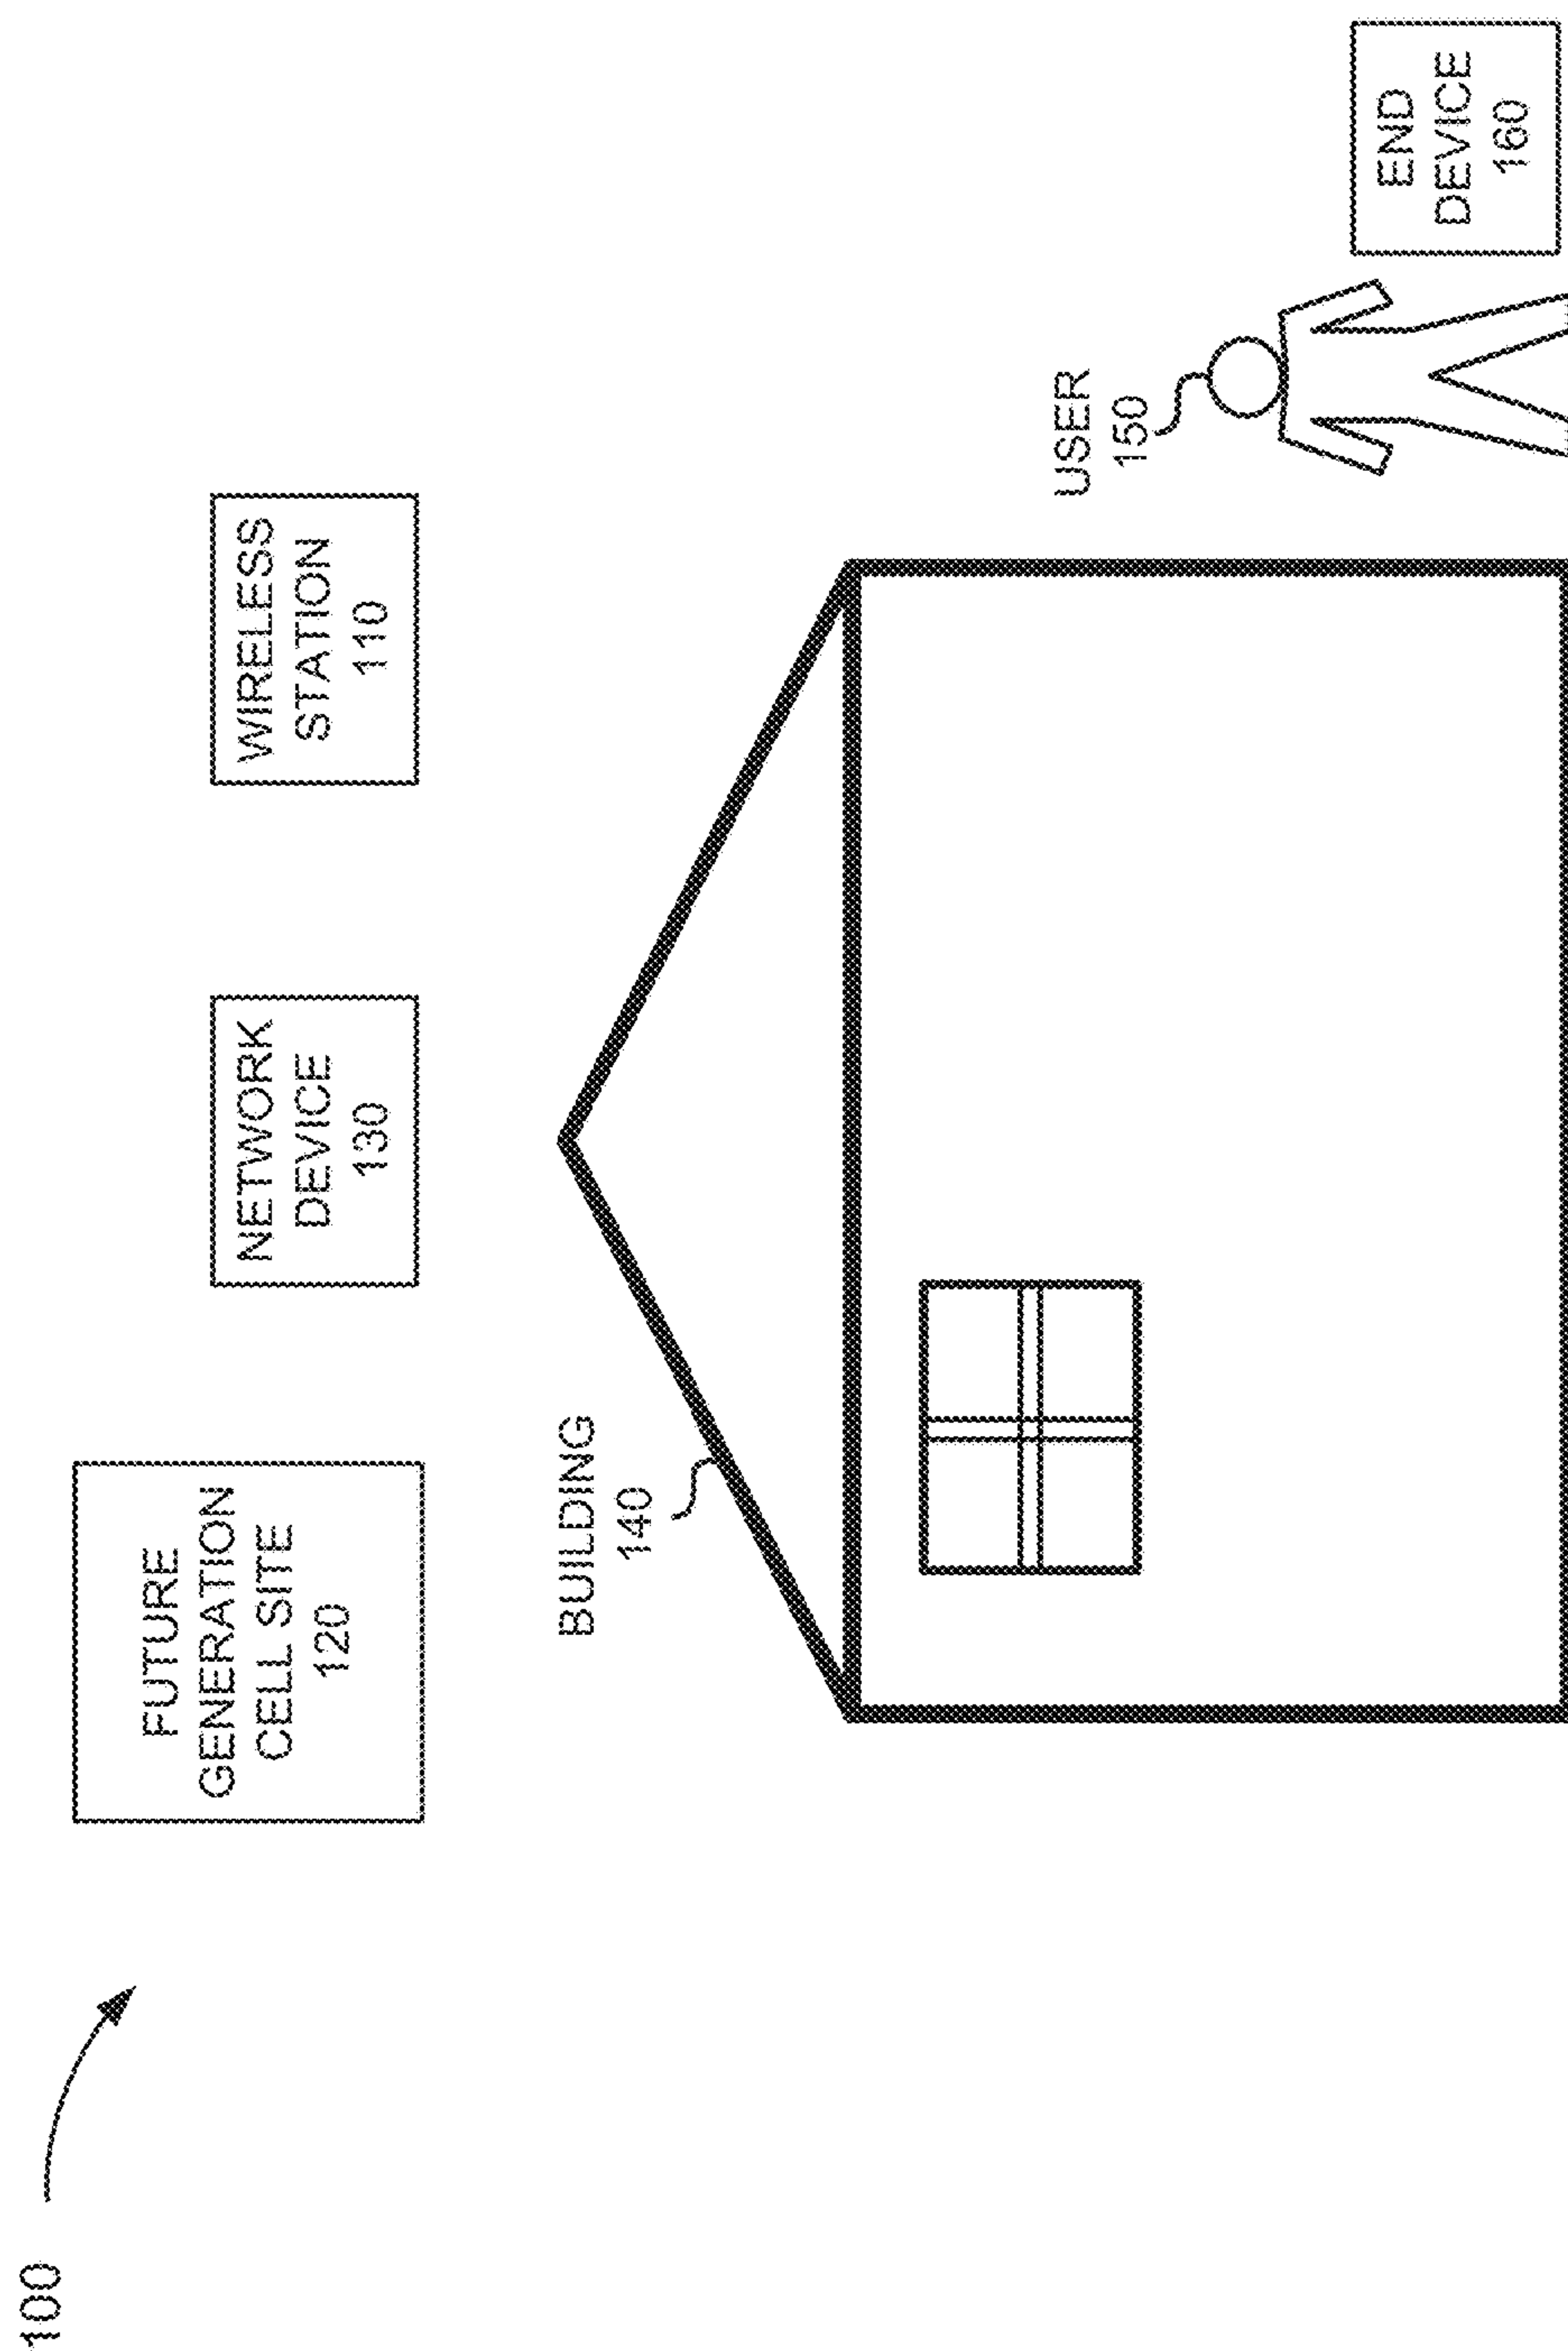 100
FUTURE
GENERATION
CELL SITE
120
NETWORK
DEVICE
130
WIRELESS
STATION
110
BUILDING
140
USER
150
END
DEVICE
160